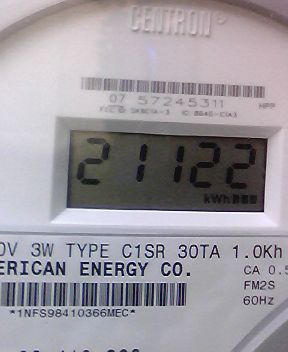 CENTRON®
07 57245311 HPP
21122
kWh
0V 3W TYPE C1SR 30TA 1.0Kh
ERICAN ENERGY CO. CA 0.5
FM2S
*1NFS98410366MEC* 60Hz